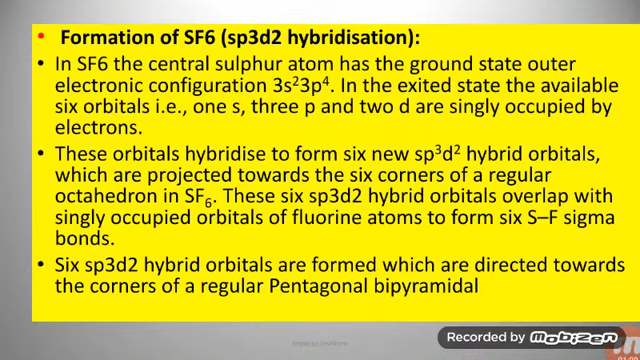 • Formation of SF6 (sp3d2 hybridisation):
• In SF6 the central sulphur atom has the ground state outer
electronic configuration 3s²3p⁴. In the exited state the available
six orbitals i.e., one s, three p and two d are singly occupied by
electrons.
• These orbitals hybridise to form six new sp³d² hybrid orbitals,
which are projected towards the six corners of a regular
octahedron in SF₆. These six sp3d2 hybrid orbitals overlap with
singly occupied orbitals of fluorine atoms to form six S–F sigma
bonds.
• Six sp3d2 hybrid orbitals are formed which are directed towards
the corners of a regular Pentagonal bipyramidal
Recorded by mobizen